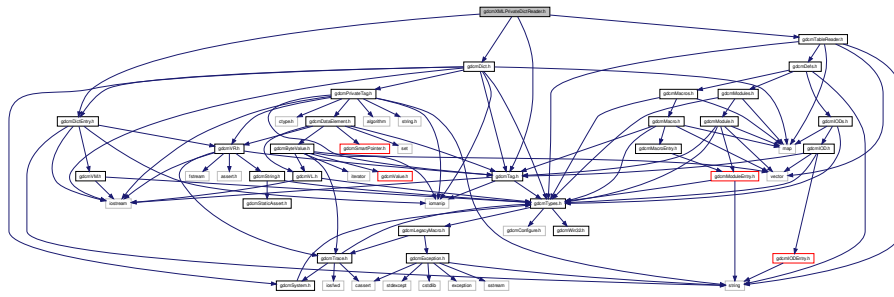 gdcmXMLPrivateDictReader.h
gdcmTableReader.h
gdcmDict.h
gdcmDefs.h
gdcmPrivateTag.h
gdcmMacros.h
gdcmModules.h
gdcmDictEntry.h
ctype.h
gdcmDataElement.h
algorithm
string.h
gdcmMacro.h
gdcmModule.h
gdcmIODs.h
gdcmVR.h
gdcmByteValue.h
gdcmSmartPointer.h
set
gdcmMacroEntry.h
map
gdcmIOD.h
gdcmVM.h
fstream
assert.h
gdcmString.h
gdcmVL.h
iterator
gdcmValue.h
gdcmTag.h
gdcmModuleEntry.h
vector
iostream
gdcmStaticAssert.h
iomanip
gdcmTypes.h
gdcmLegacyMacro.h
gdcmConfigure.h
gdcmWin32.h
gdcmTrace.h
gdcmException.h
gdcmIODEntry.h
gdcmSystem.h
iosfwd
cassert
stdexcept
cstdlib
exception
sstream
string